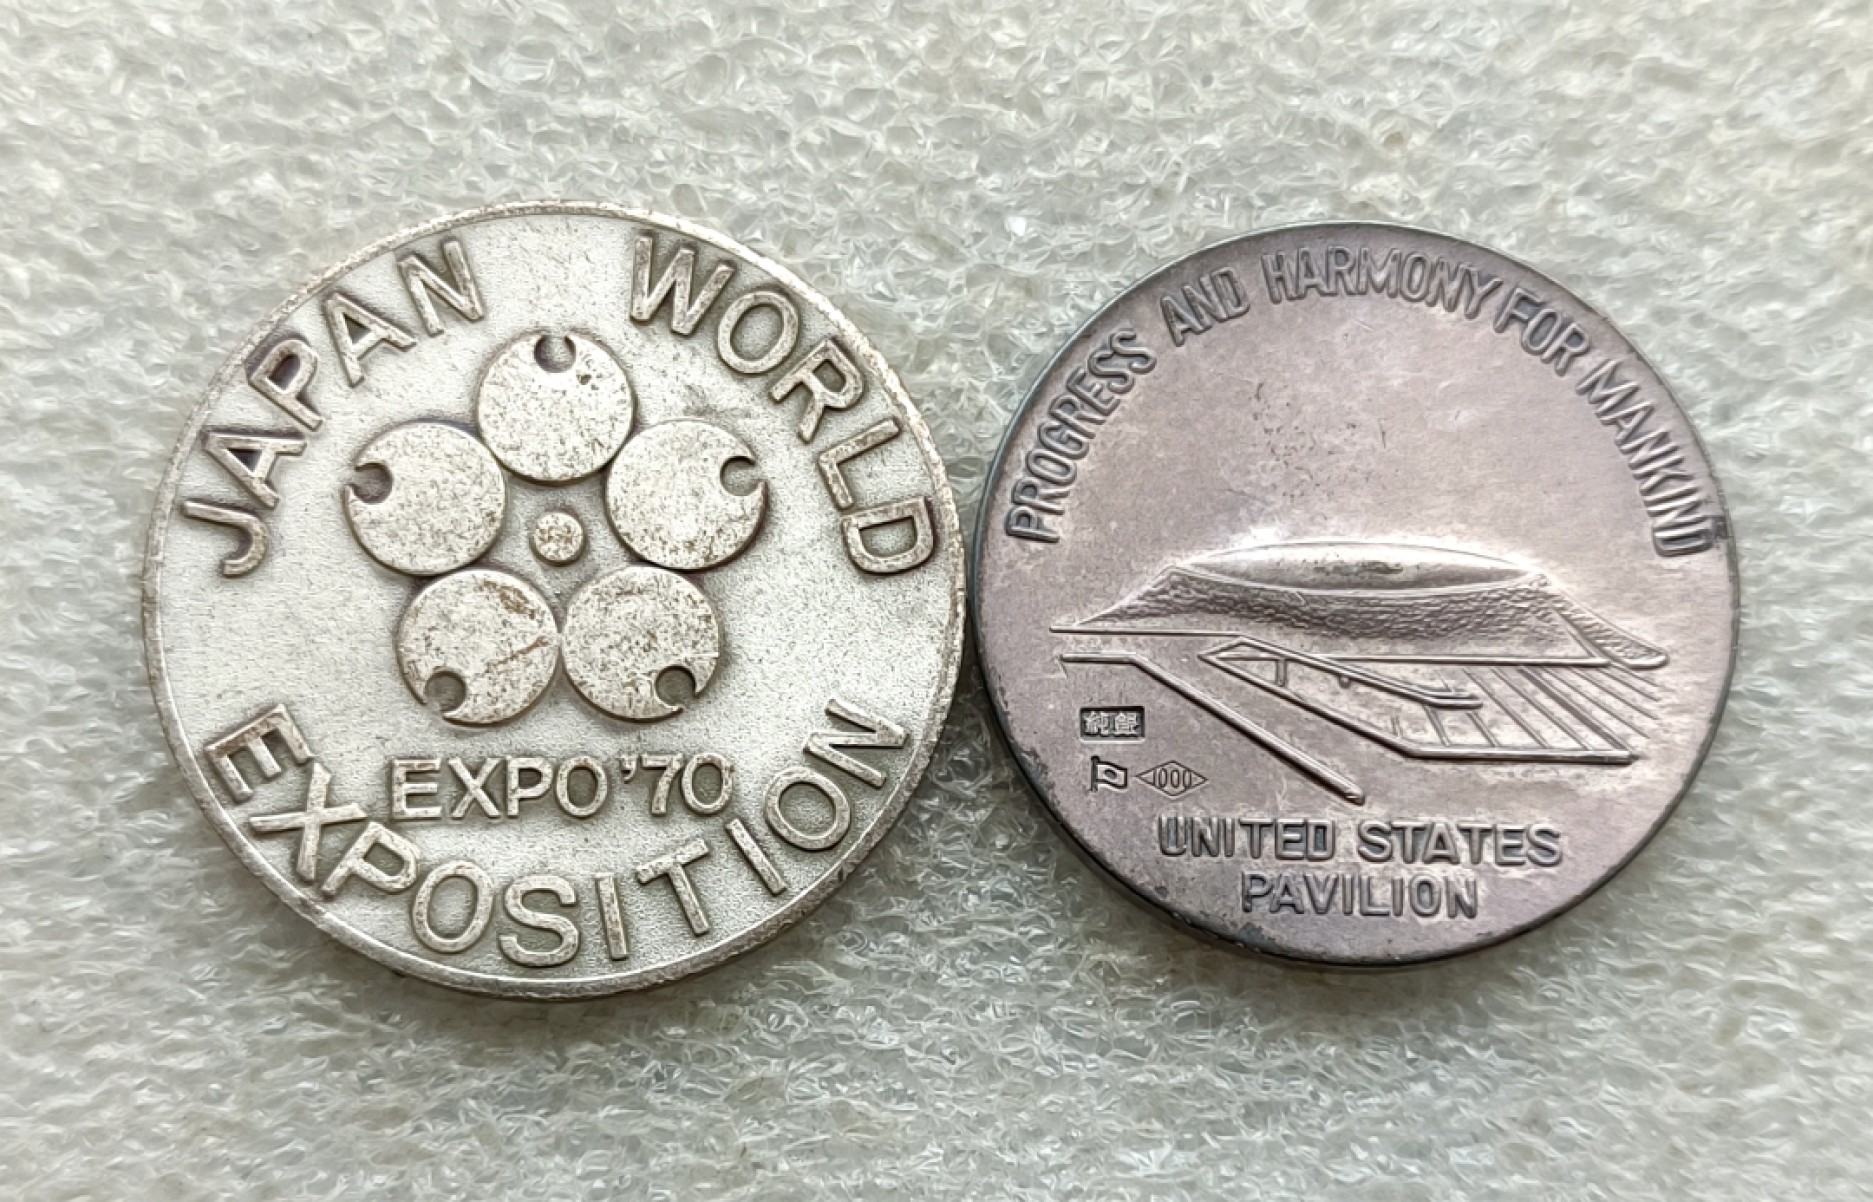 JAPAN WORLD
EXPO '70
EXPOSITION
PROGRESS AND HARMONY FOR MANKIND
純銀
1000
UNITED STATES
PAVILION